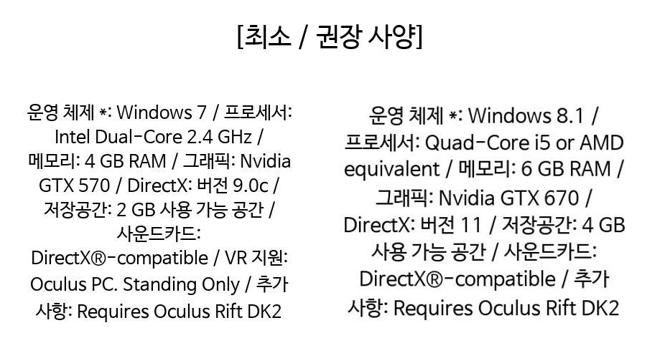 [최소 / 권장 사양]
운영 체제 *: Windows 7 / 프로세서:
Intel Dual-Core 2.4 GHz /
메모리: 4 GB RAM / 그래픽: Nvidia
GTX 570 / DirectX: 버전 9.0c /
저장공간: 2 GB 사용 가능 공간 /
사운드카드:
DirectX®-compatible / VR 지원:
Oculus PC. Standing Only / 추가
사항: Requires Oculus Rift DK2
운영 체제 *: Windows 8.1 /
프로세서: Quad-Core i5 or AMD
equivalent / 메모리: 6 GB RAM /
그래픽: Nvidia GTX 670 /
DirectX: 버전 11 / 저장공간: 4 GB
사용 가능 공간 / 사운드카드:
DirectX®-compatible / 추가
사항: Requires Oculus Rift DK2